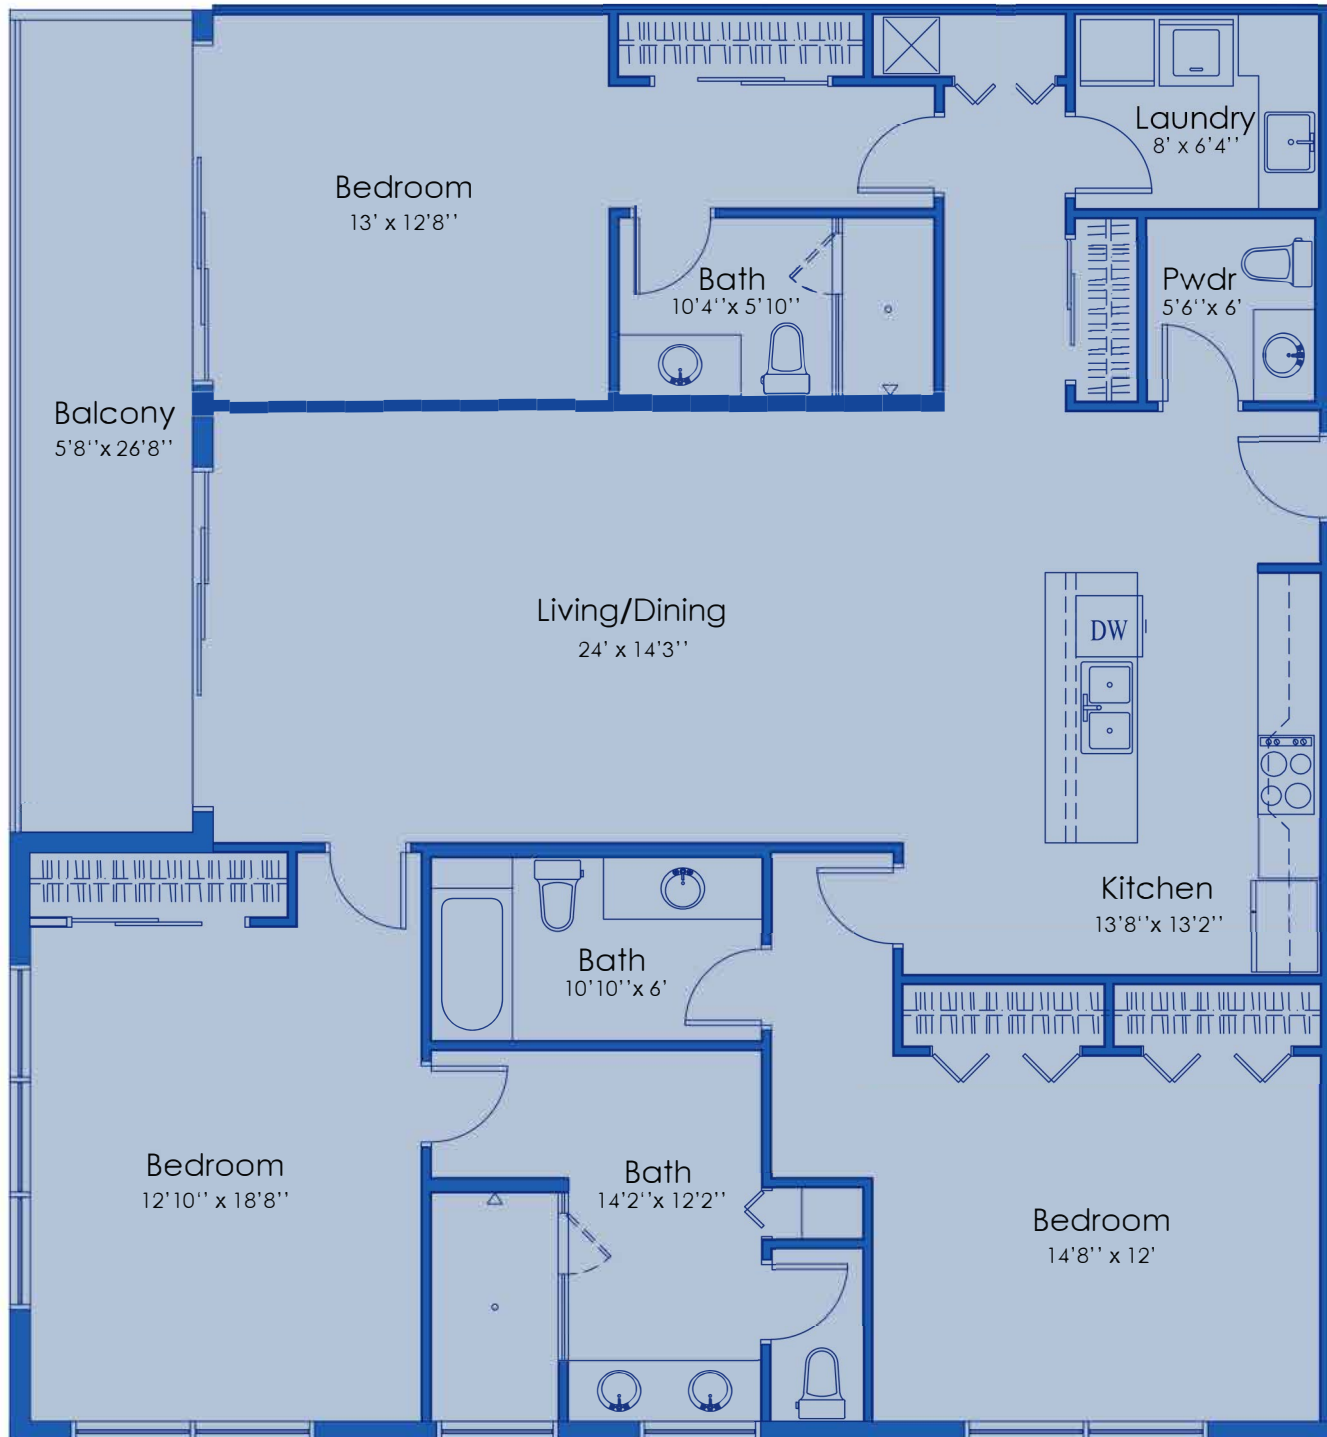 Laundry
8' x 6'4''
Bedroom
13' x 12'8''
Bath
10'4''x 5'10''
Pwdr
5'6''x 6'
Balcony
5'8''x 26'8''
Living/Dining
24' x 14'3''
DW
Kitchen
13'8''x 13'2''
Bath
10'10''x 6'
Bedroom
12'10'' x 18'8''
Bath
14'2''x 12'2''
Bedroom
14'8'' x 12'